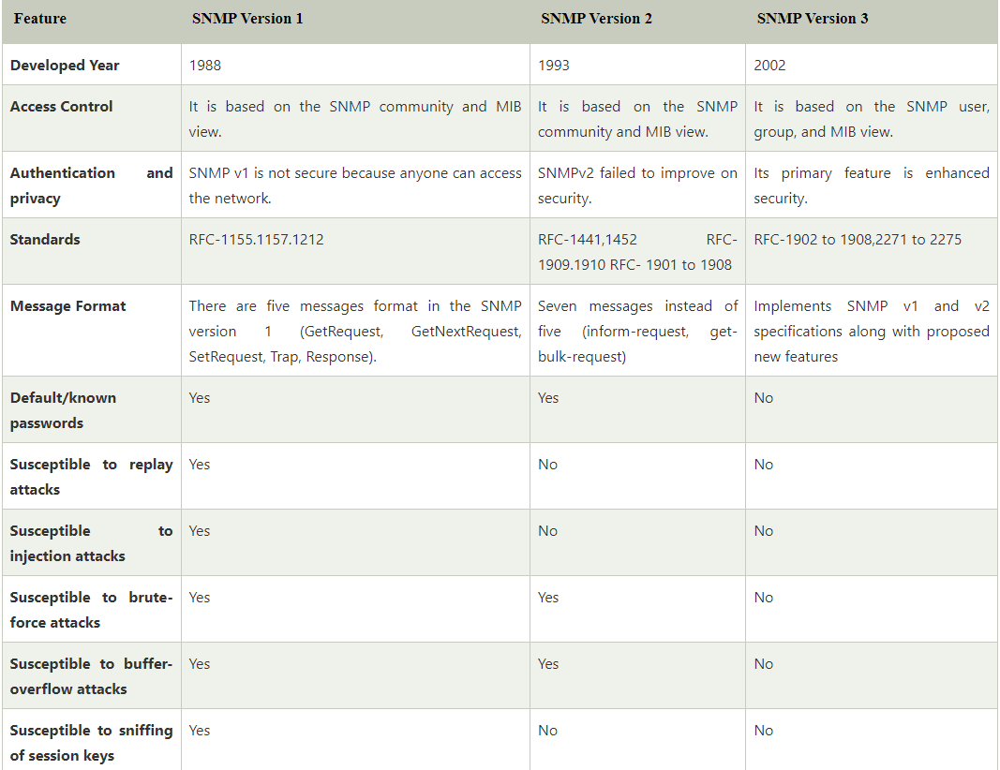 Feature SNMP Version 1 SNMP Version 2 SNMP Version 3
Developed Year 1988 1993 2002
Access Control It is based on the SNMP community and MIB It is based on the SNMP It is based on the SNMP user,
view. community and MIB view. group, and MIB view.
Authentication and SNMP v1 is not secure because anyone can access SNMPv2 failed to improve on Its primary feature is enhanced
privacy the network. security. security.
Standards RFC-1155.1157.1212 RFC-1441,1452 RFC- RFC-1902 to 1908,2271 to 2275
1909.1910 RFC- 1901 to 1908
Message Format There are five messages format in the SNMP Seven messages instead of Implements SNMP v1 and v2
version 1 (GetRequest, GetNextRequest, five (inform-request, get- specifications along with proposed
SetRequest, Trap, Response). bulk-request) new features
Default/known Yes Yes No
passwords
Susceptible to replay Yes No No
attacks
Susceptible to Yes No No
injection attacks
Susceptible to brute- Yes Yes No
force attacks
Susceptible to buffer- Yes Yes No
overflow attacks
Susceptible to sniffing Yes No No
of session keys